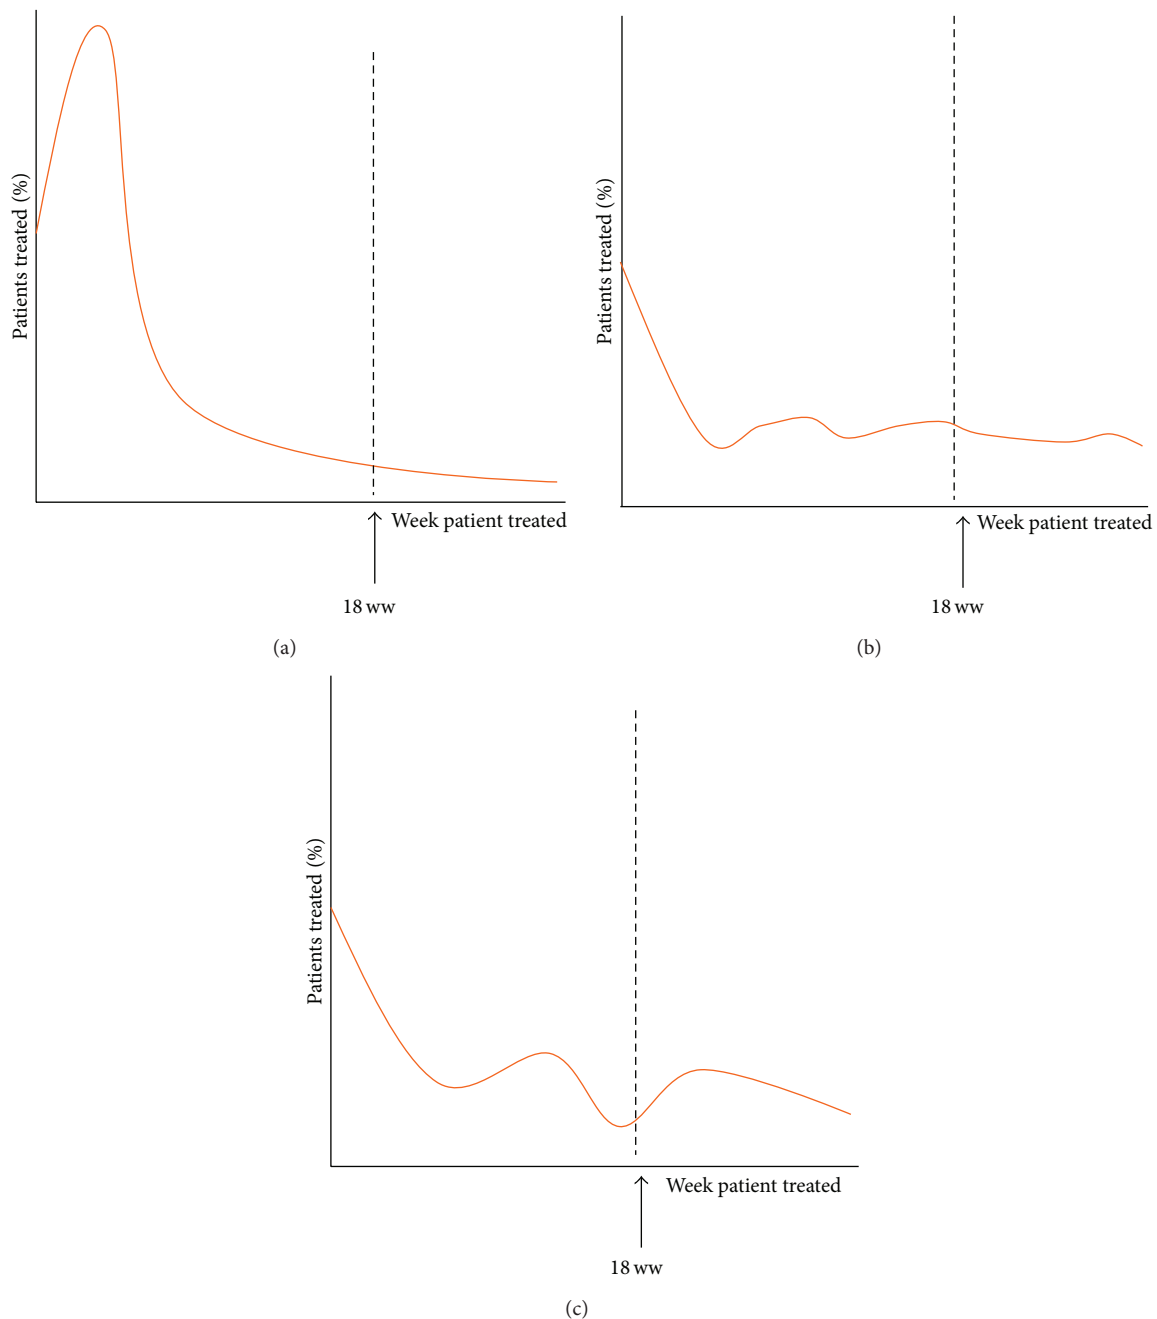 Patients treated (%)
Week patient treated
18 ww
(a)
Patients treated (%)
Week patient treated
18 ww
(b)
Patients treated (%)
Week patient treated
18 ww
(c)